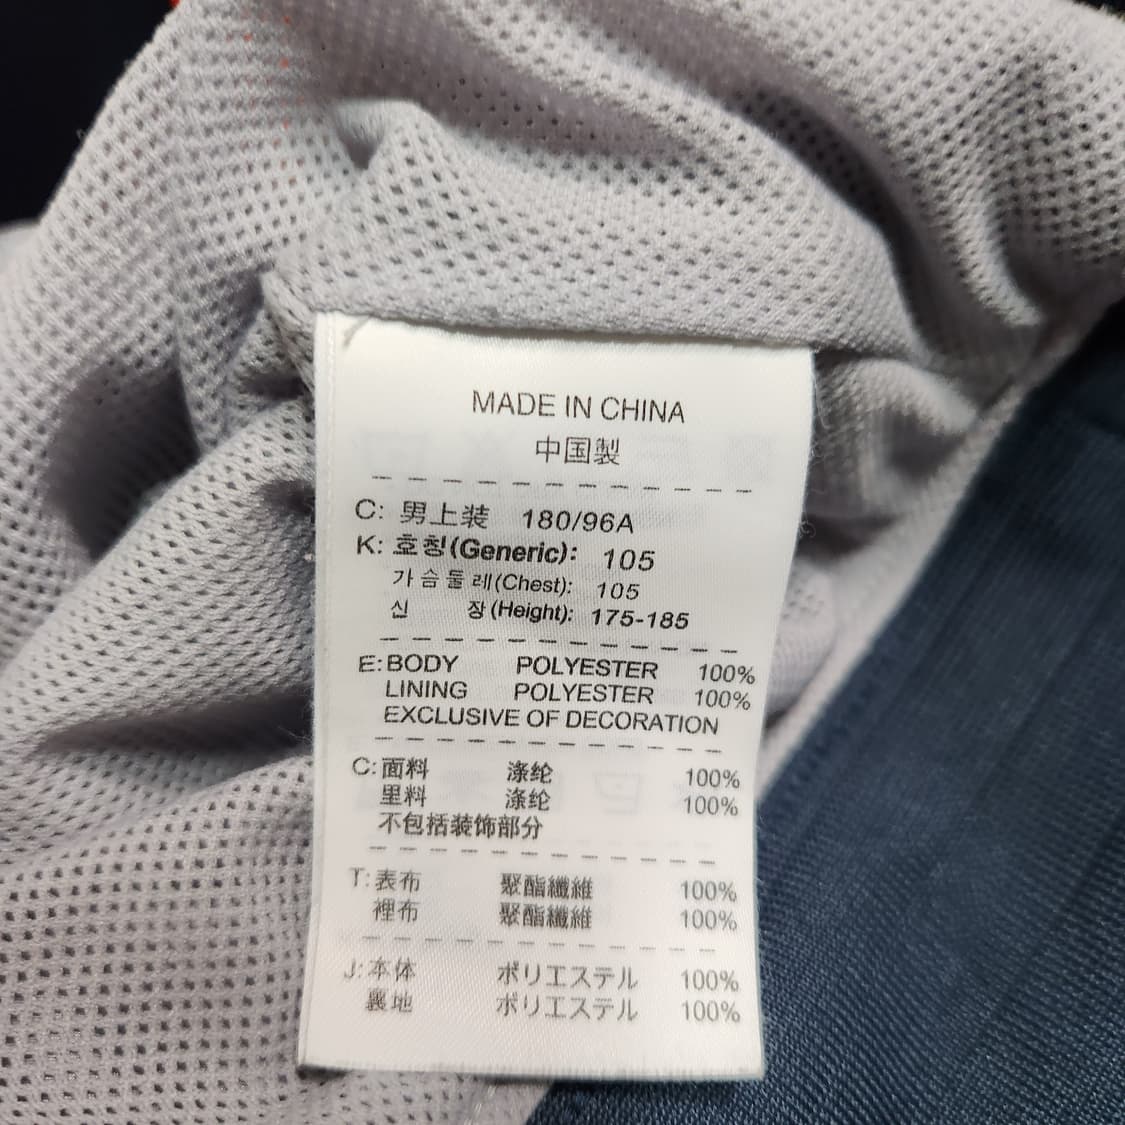 MADE IN CHINA
中国製
C: 男上装 180/96A
K: 호칭(Generic): 105
가슴둘레(Chest): 105
신 장(Height): 175-185
E: BODY POLYESTER 100%
LINING POLYESTER 100%
EXCLUSIVE OF DECORATION
C: 面料 涤纶 100%
里料 涤纶 100%
不包括装饰部分
T: 表布 聚酯纖維 100%
裡布 聚酯纖維 100%
J: 本体 ポリエステル 100%
裏地 ポリエステル 100%